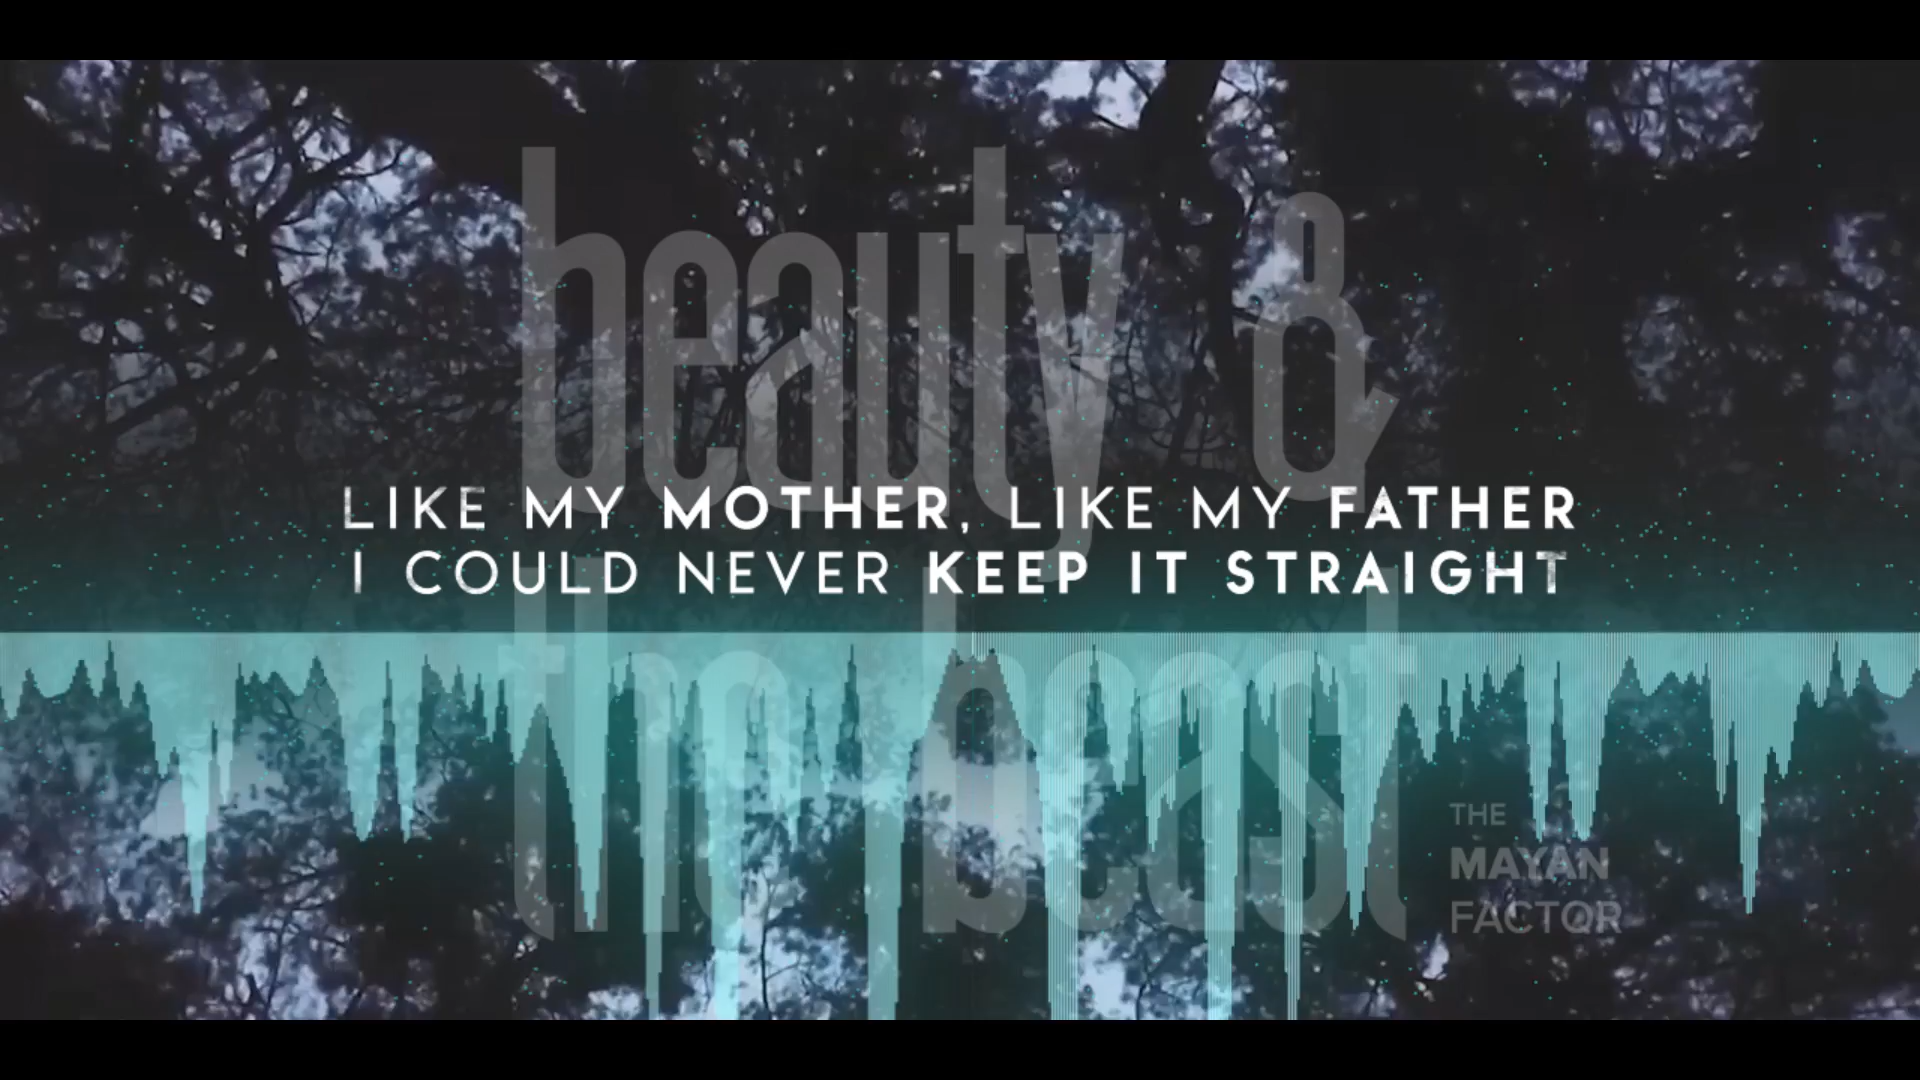 beauty &
LIKE MY MOTHER, LIKE MY FATHER
I COULD NEVER KEEP IT STRAIGHT
the beast
THE
MAYAN
FACTOR